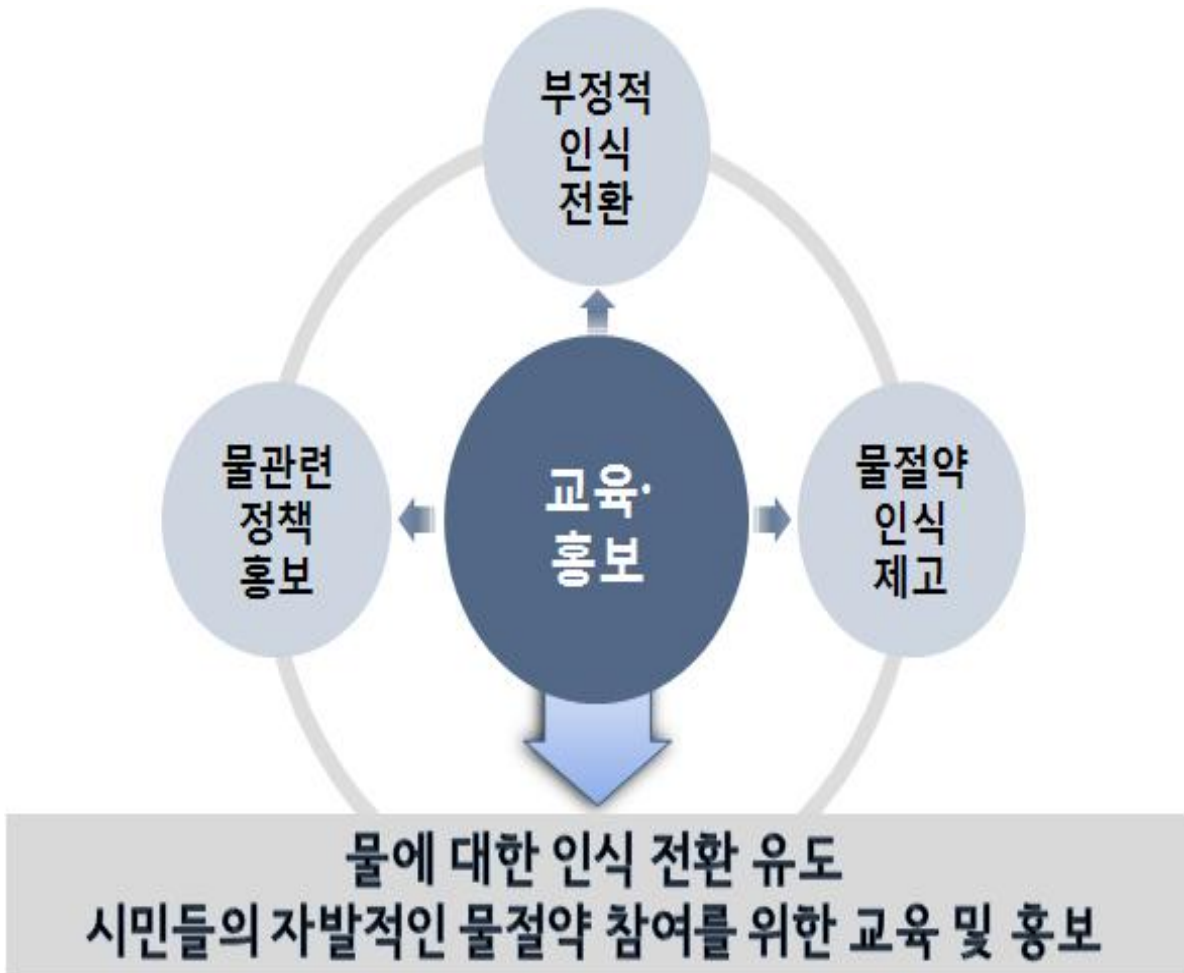 부정적
인식
전환
물관련
정책
홍보
교육·
홍보
물절약
인식
제고
물에 대한 인식 전환 유도
시민들의 자발적인 물절약 참여를 위한 교육 및 홍보